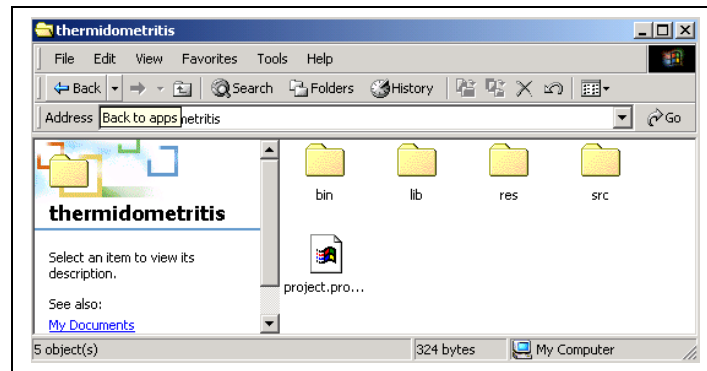 thermidometritis
File Edit View Favorites Tools Help
Back Search Folders History
Address Back to apps metritis Go
bin lib res src
thermidometritis
Select an item to view its
description.
project.pro...
See also:
My Documents
5 object(s) 324 bytes My Computer